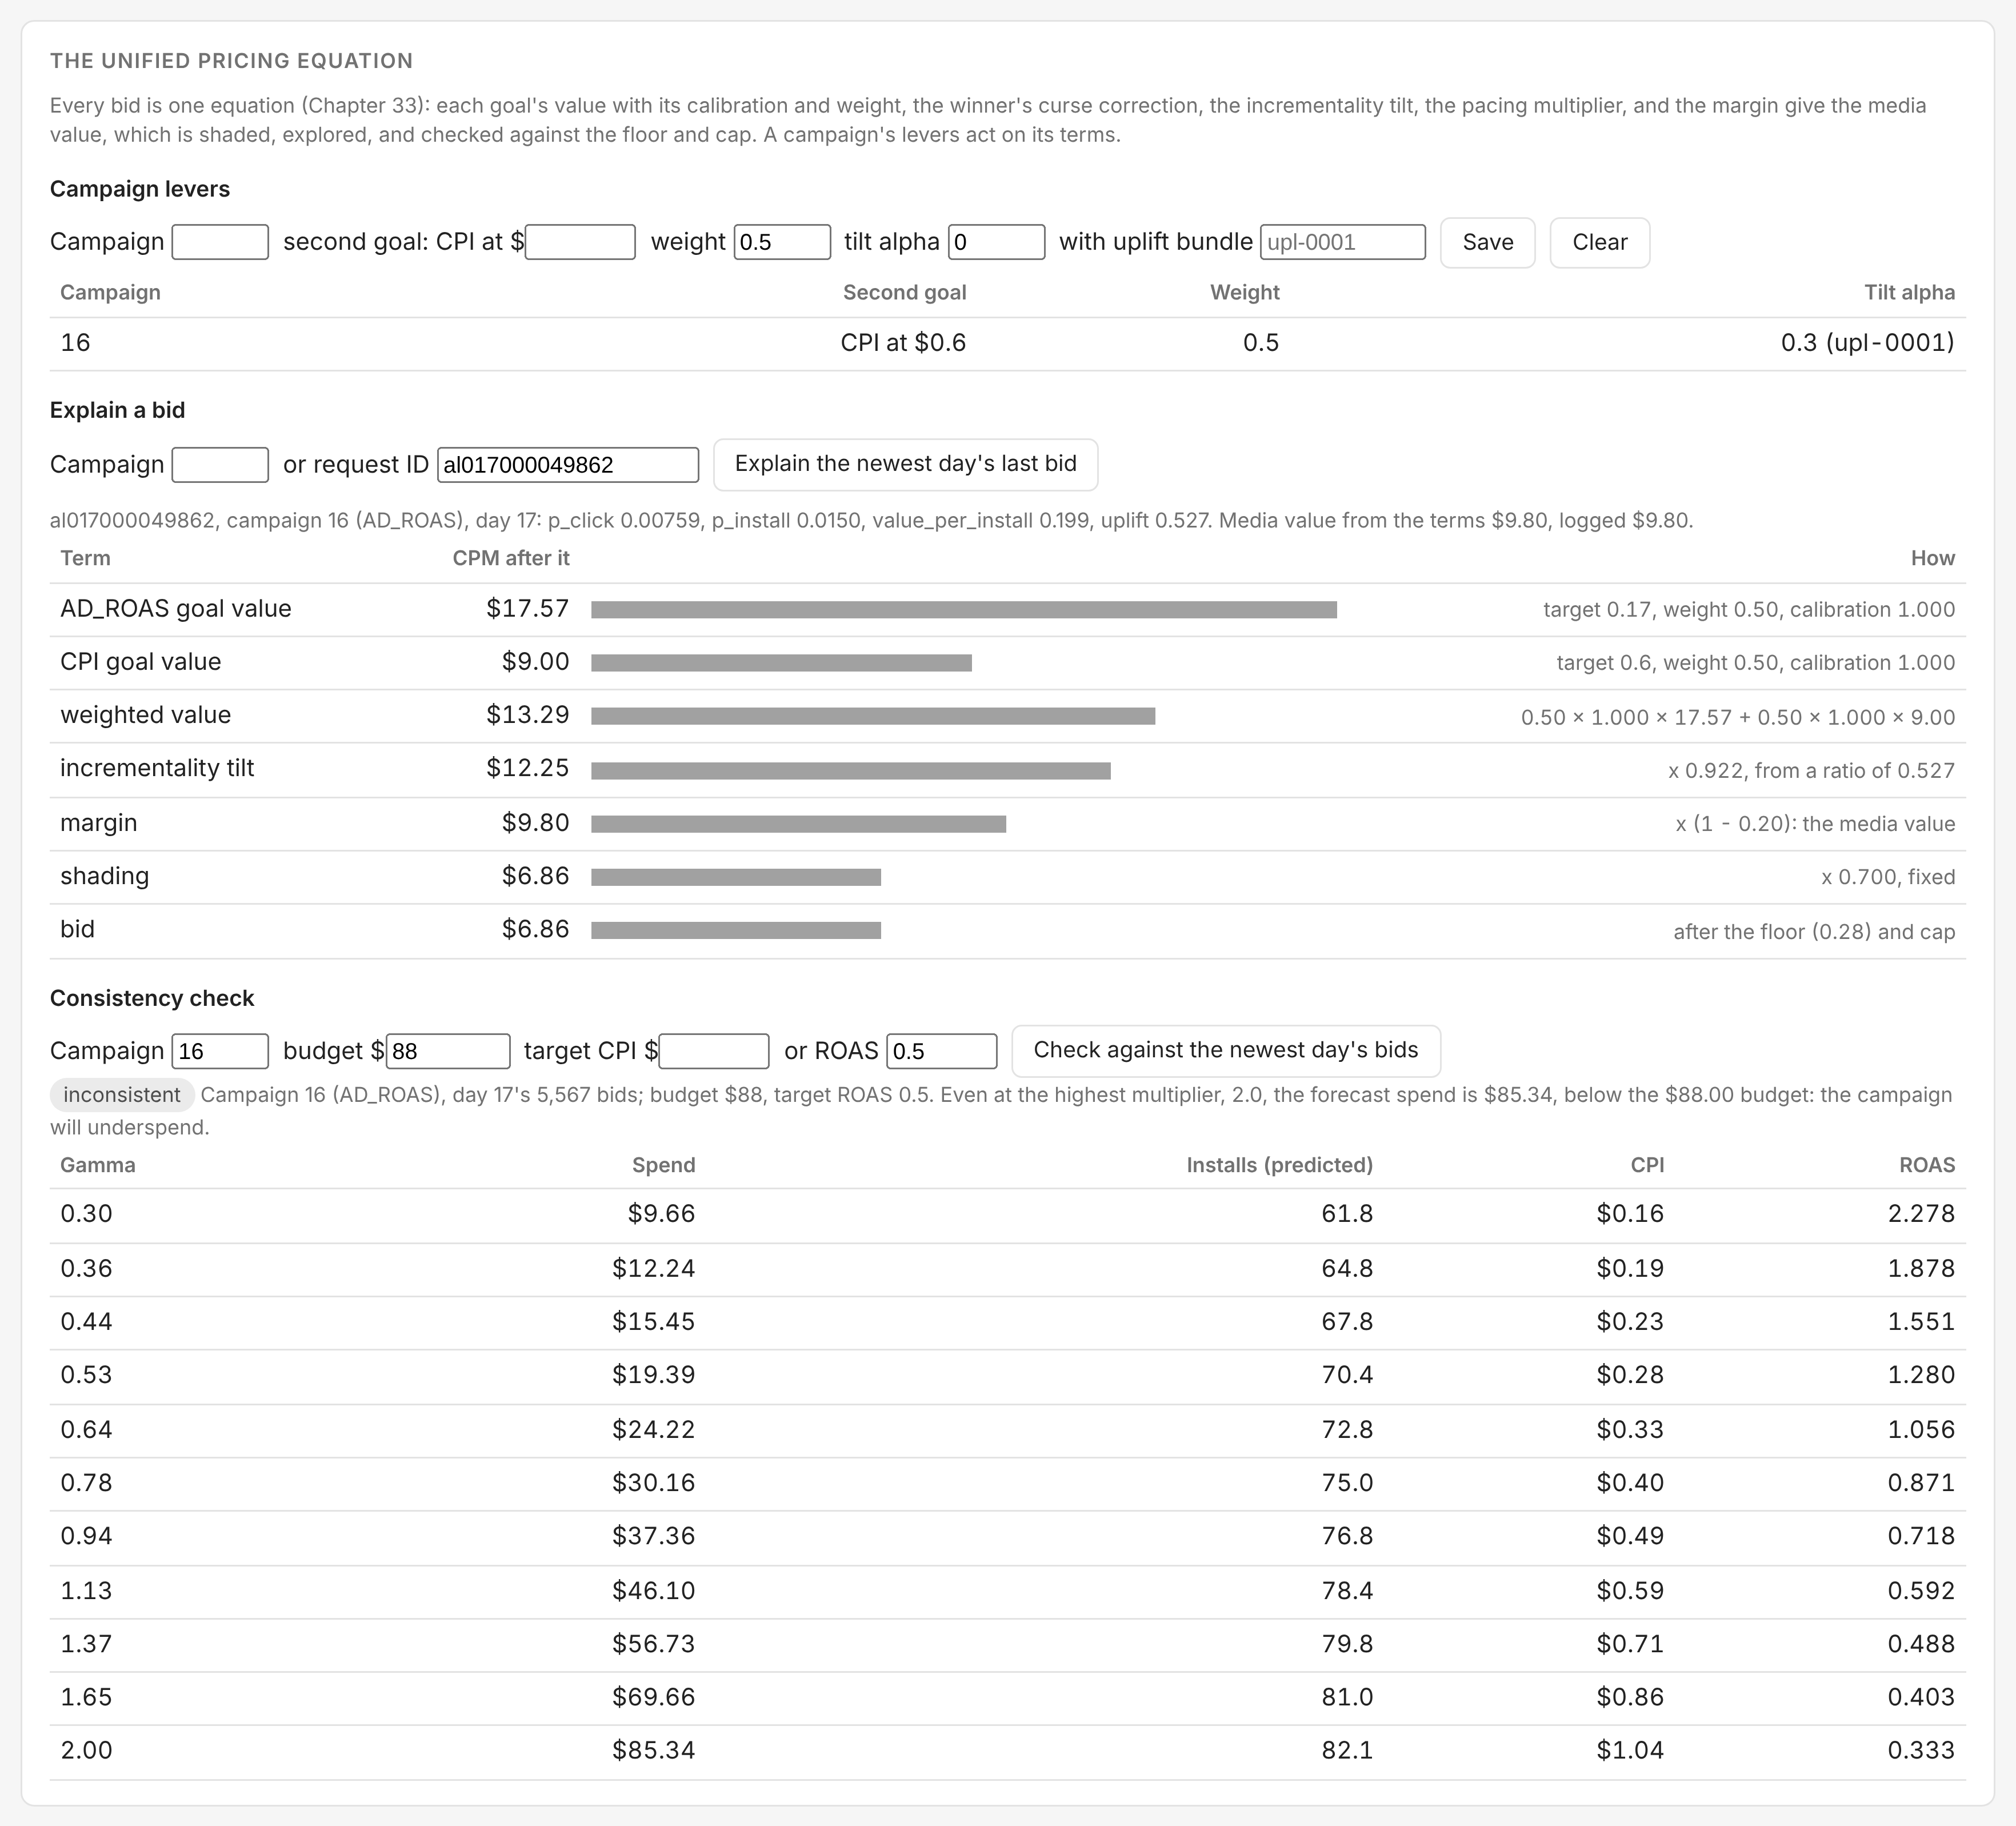 THE UNIFIED PRICING EQUATION
Every bid is one equation (Chapter 33): each goal's value with its calibration and weight, the winner's curse correction, the incrementality tilt, the pacing multiplier, and the margin give the media
value, which is shaded, explored, and checked against the floor and cap. A campaign's levers act on its terms.
Campaign levers
Campaign second goal: CPI at $ weight 0.5 tilt alpha 0 with uplift bundle upl-0001 Save Clear
Campaign Second goal Weight Tilt alpha
16 CPI at $0.6 0.5 0.3 (upl-0001)
Explain a bid
Campaign or request ID al017000049862 Explain the newest day's last bid
al017000049862, campaign 16 (AD_ROAS), day 17: p_click 0.00759, p_install 0.0150, value_per_install 0.199, uplift 0.527. Media value from the terms $9.80, logged $9.80.
Term CPM after it How
AD_ROAS goal value $17.57 target 0.17, weight 0.50, calibration 1.000
CPI goal value $9.00 target 0.6, weight 0.50, calibration 1.000
weighted value $13.29 0.50 × 1.000 × 17.57 + 0.50 × 1.000 × 9.00
incrementality tilt $12.25 x 0.922, from a ratio of 0.527
margin $9.80 x (1 - 0.20): the media value
shading $6.86 x 0.700, fixed
bid $6.86 after the floor (0.28) and cap
Consistency check
Campaign 16 budget $88 target CPI $ or ROAS 0.5 Check against the newest day's bids
inconsistent Campaign 16 (AD_ROAS), day 17's 5,567 bids; budget $88, target ROAS 0.5. Even at the highest multiplier, 2.0, the forecast spend is $85.34, below the $88.00 budget: the campaign
will underspend.
Gamma Spend Installs (predicted) CPI ROAS
0.30 $9.66 61.8 $0.16 2.278
0.36 $12.24 64.8 $0.19 1.878
0.44 $15.45 67.8 $0.23 1.551
0.53 $19.39 70.4 $0.28 1.280
0.64 $24.22 72.8 $0.33 1.056
0.78 $30.16 75.0 $0.40 0.871
0.94 $37.36 76.8 $0.49 0.718
1.13 $46.10 78.4 $0.59 0.592
1.37 $56.73 79.8 $0.71 0.488
1.65 $69.66 81.0 $0.86 0.403
2.00 $85.34 82.1 $1.04 0.333